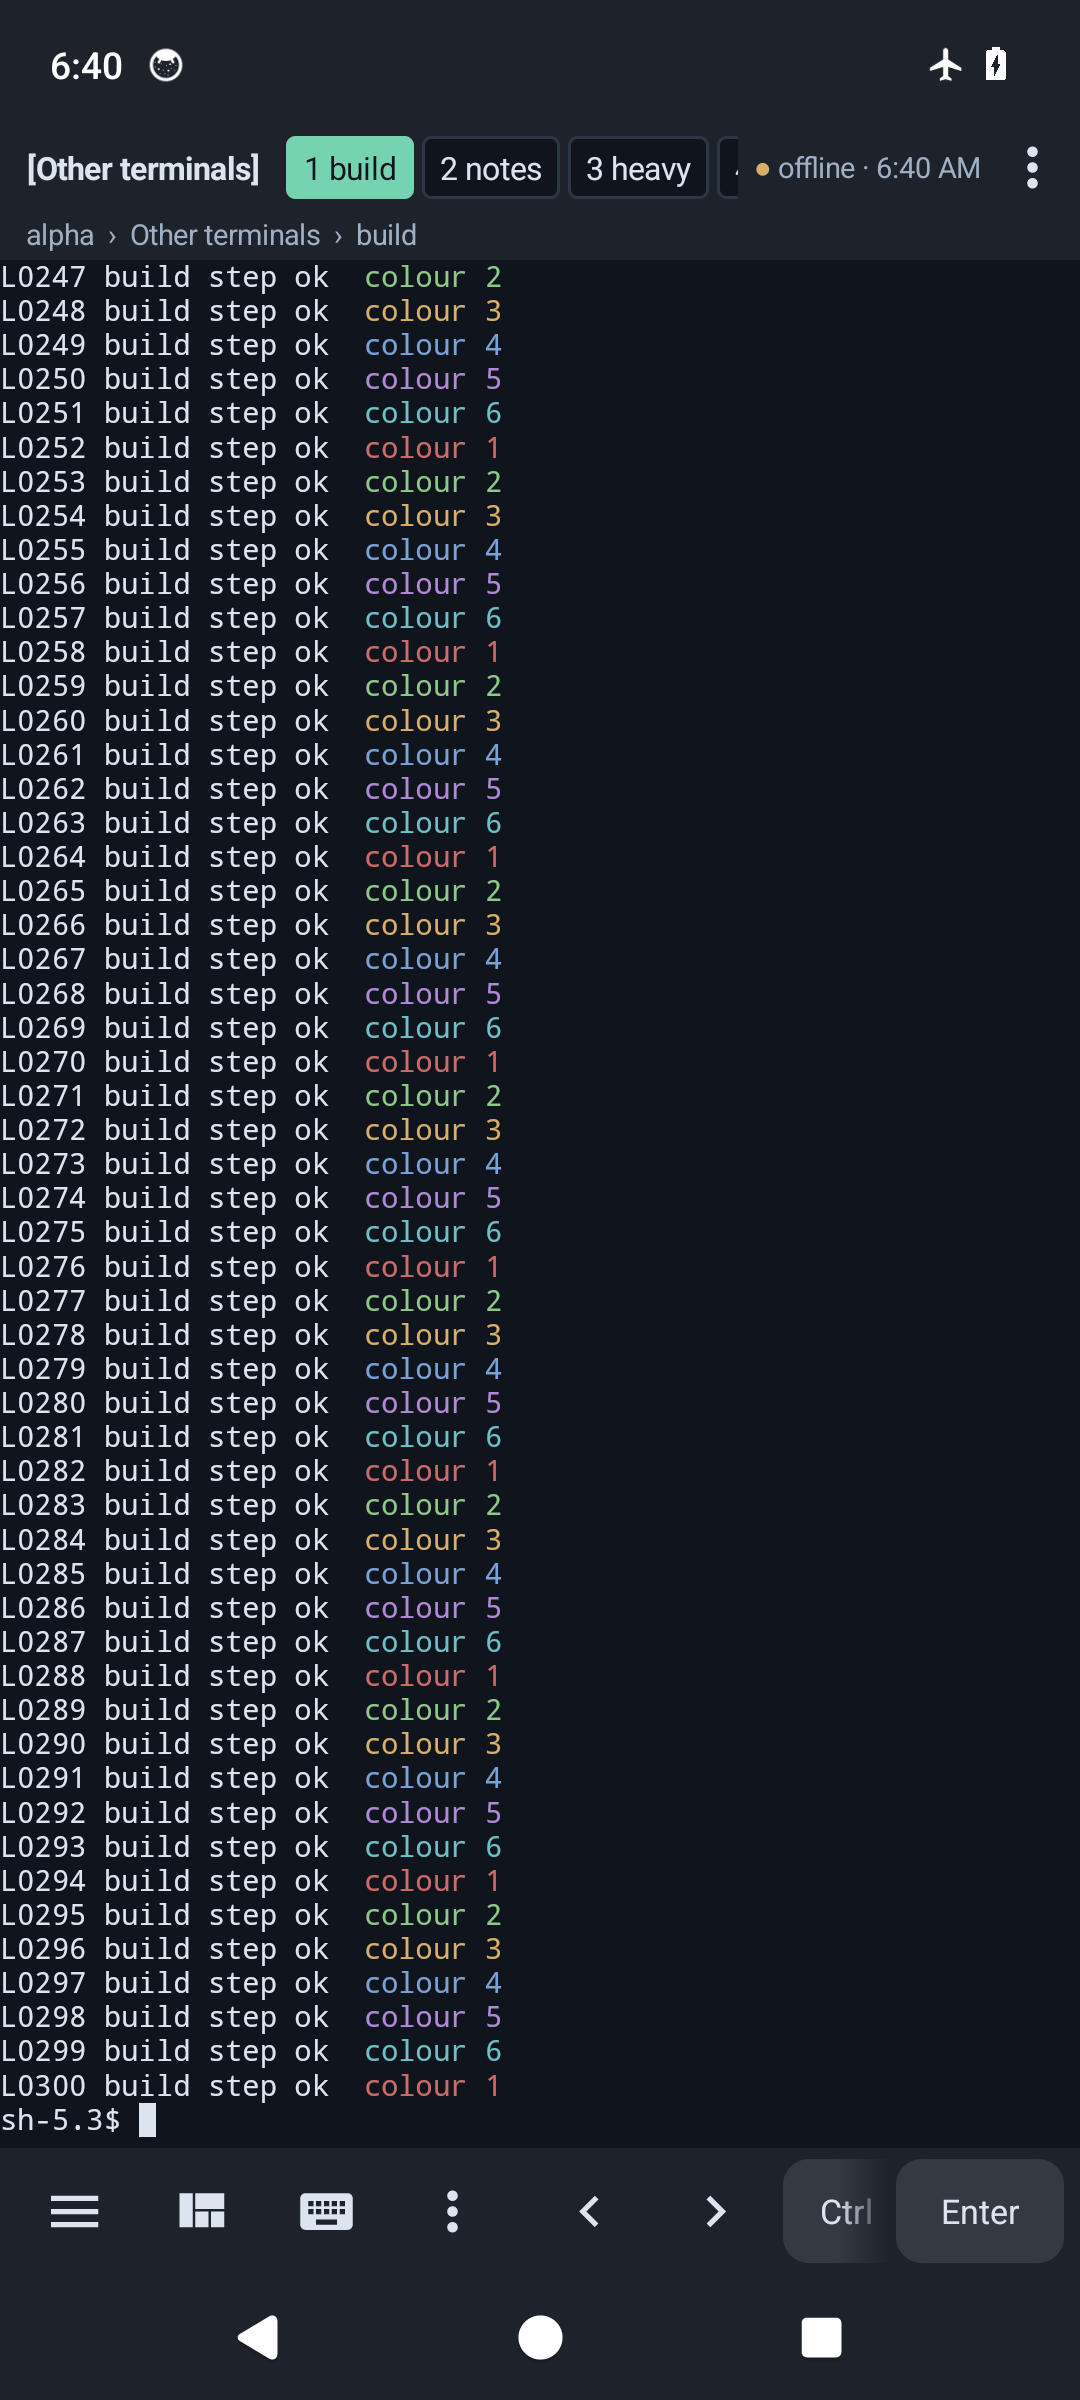 6:40
[Other terminals] 1 build 2 notes 3 heavy offline · 6:40 AM
alpha › Other terminals › build
L0247 build step ok  colour 2
L0248 build step ok  colour 3
L0249 build step ok  colour 4
L0250 build step ok  colour 5
L0251 build step ok  colour 6
L0252 build step ok  colour 1
L0253 build step ok  colour 2
L0254 build step ok  colour 3
L0255 build step ok  colour 4
L0256 build step ok  colour 5
L0257 build step ok  colour 6
L0258 build step ok  colour 1
L0259 build step ok  colour 2
L0260 build step ok  colour 3
L0261 build step ok  colour 4
L0262 build step ok  colour 5
L0263 build step ok  colour 6
L0264 build step ok  colour 1
L0265 build step ok  colour 2
L0266 build step ok  colour 3
L0267 build step ok  colour 4
L0268 build step ok  colour 5
L0269 build step ok  colour 6
L0270 build step ok  colour 1
L0271 build step ok  colour 2
L0272 build step ok  colour 3
L0273 build step ok  colour 4
L0274 build step ok  colour 5
L0275 build step ok  colour 6
L0276 build step ok  colour 1
L0277 build step ok  colour 2
L0278 build step ok  colour 3
L0279 build step ok  colour 4
L0280 build step ok  colour 5
L0281 build step ok  colour 6
L0282 build step ok  colour 1
L0283 build step ok  colour 2
L0284 build step ok  colour 3
L0285 build step ok  colour 4
L0286 build step ok  colour 5
L0287 build step ok  colour 6
L0288 build step ok  colour 1
L0289 build step ok  colour 2
L0290 build step ok  colour 3
L0291 build step ok  colour 4
L0292 build step ok  colour 5
L0293 build step ok  colour 6
L0294 build step ok  colour 1
L0295 build step ok  colour 2
L0296 build step ok  colour 3
L0297 build step ok  colour 4
L0298 build step ok  colour 5
L0299 build step ok  colour 6
L0300 build step ok  colour 1
sh-5.3$
Ctrl Enter